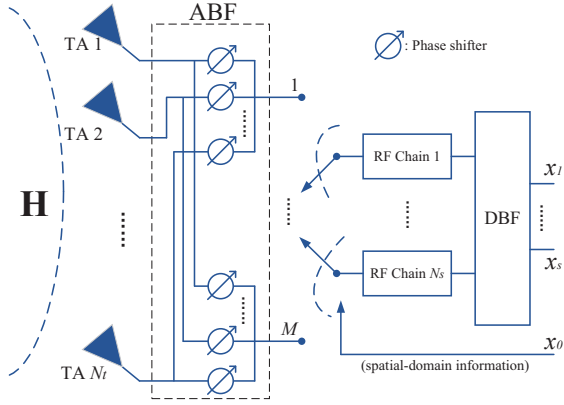 ABF
TA 1
: Phase shifter
TA 2
1
RF Chain 1
x1
H
DBF
RF Chain Ns
xs
M
x0
(spatial-domain information)
TA Nt